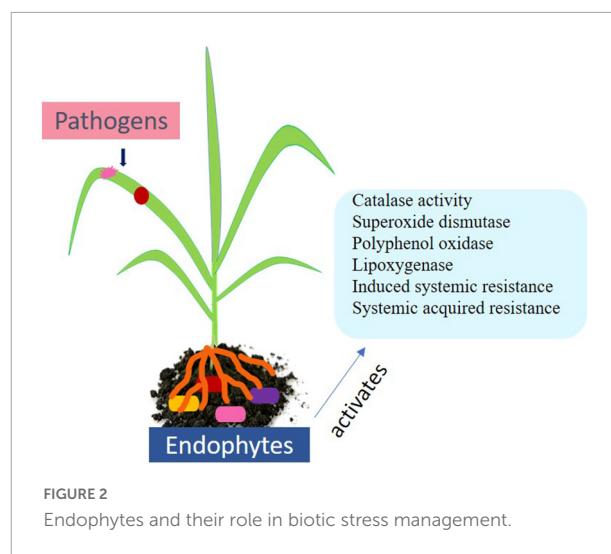 Pathogens
Catalase activity
Superoxide dismutase
Polyphenol oxidase
Lipoxygenase
Induced systemic resistance
Systemic acquired resistance
activates
Endophytes
FIGURE 2
Endophytes and their role in biotic stress management.